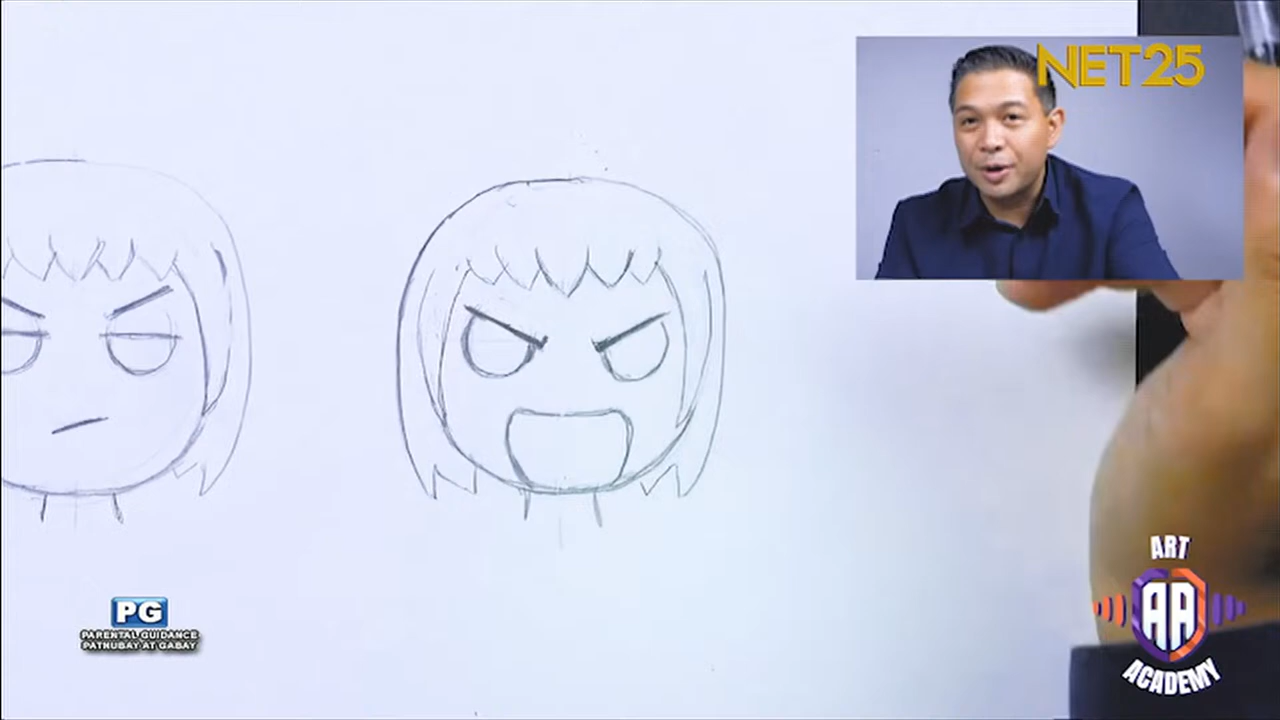 NET25
PG
PARENTAL GUIDANCE
PATNUBAY AT GABAY
ART
AA
ACADEMY